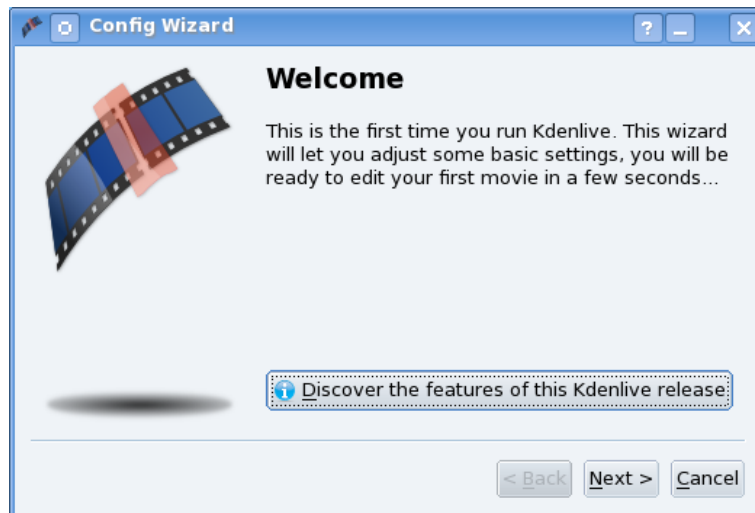 Config Wizard
Welcome
This is the first time you run Kdenlive. This wizard
will let you adjust some basic settings, you will be
ready to edit your first movie in a few seconds...
Discover the features of this Kdenlive release
< Back Next > Cancel